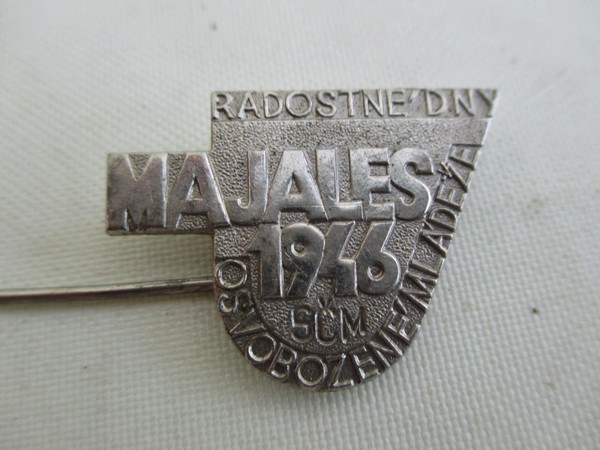 RADOSTNÉ DNY
MAJALES
1946
SČM
OSVOBOZENÉ MLÁDEŽE